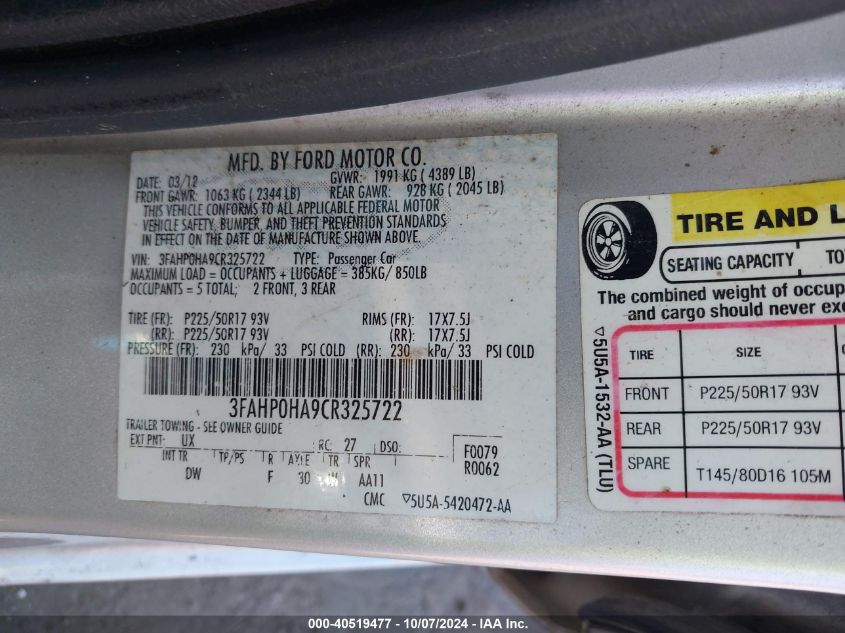 MFD. BY FORD MOTOR CO.
DATE: 03/12 GVWR: 1991 KG ( 4389 LB)
FRONT GAWR: 1063 KG ( 2344 LB) REAR GAWR: 928 KG ( 2045 LB)
THIS VEHICLE CONFORMS TO ALL APPLICABLE FEDERAL MOTOR
VEHICLE SAFETY, BUMPER, AND THEFT PREVENTION STANDARDS
IN EFFECT ON THE DATE OF MANUFACTURE SHOWN ABOVE.
VIN: 3FAHP0HA9CR325722 TYPE: Passenger Car
MAXIMUM LOAD = OCCUPANTS + LUGGAGE = 385KG/ 850LB
OCCUPANTS = 5 TOTAL; 2 FRONT, 3 REAR
TIRE (FR): P225/50R17 93V RIMS (FR): 17X7.5J
(RR): P225/50R17 93V (RR): 17X7.5J
PRESSURE (FR): 230 kPa/ 33 PSI COLD (RR): 230 kPa/ 33 PSI COLD
3FAHP0HA9CR325722
TRAILER TOWING - SEE OWNER GUIDE
EXT PNT: UX RC: 27 DSO: F0079
R0062
INT TR TP/PS R AXLE TR SPR
DW F 30 AA11
CMC ▽5U5A-5420472-AA
TIRE AND L
SEATING CAPACITY TO
The combined weight of occup
and cargo should never exc
▽5U5A-1532-AA (TLU)
TIRE SIZE
FRONT P225/50R17 93V
REAR P225/50R17 93V
SPARE T145/80D16 105M
000-40519477 - 10/07/2024 - IAA Inc.